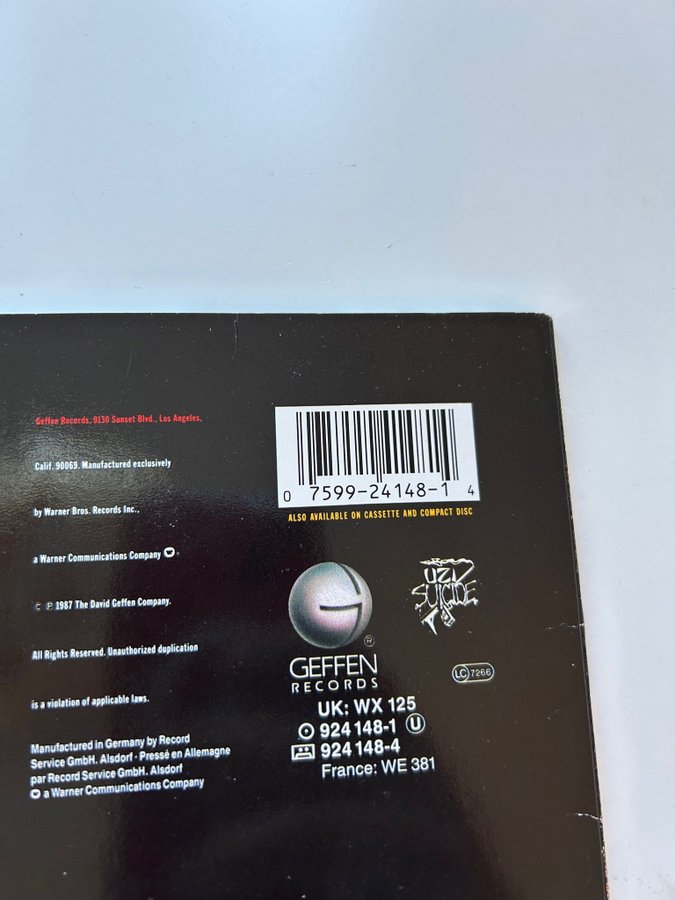 Geffen Records, 9130 Sunset Blvd., Los Angeles,
Calif. 90069. Manufactured exclusively
by Warner Bros. Records Inc.,
a Warner Communications Company
© ℗ 1987 The David Geffen Company.
All Rights Reserved. Unauthorized duplication
is a violation of applicable laws.
Manufactured in Germany by Record
Service GmbH. Alsdorf · Pressé en Allemagne
par Record Service GmbH. Alsdorf
a Warner Communications Company
0 7599-24148-1 4
ALSO AVAILABLE ON CASSETTE AND COMPACT DISC
G
®
GEFFEN
RECORDS
UZI
SUICIDE
LC 7266
UK: WX 125
924 148-1 U
924 148-4
France: WE 381